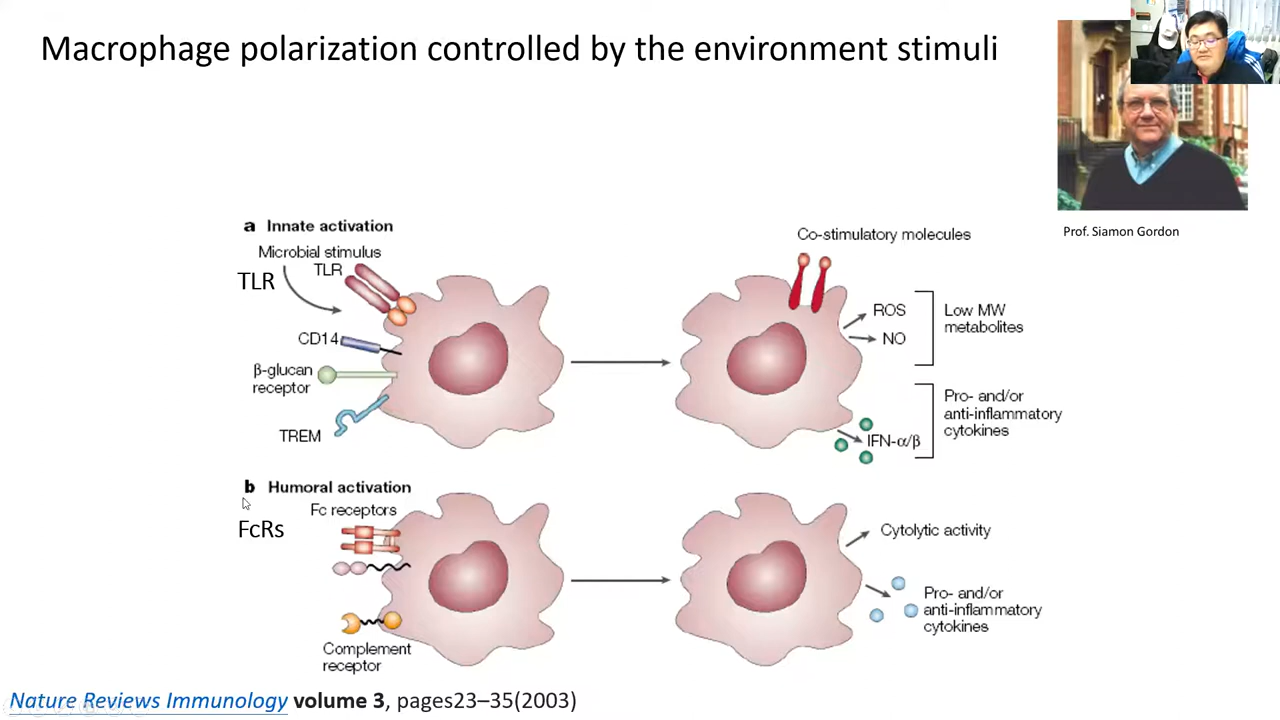 Macrophage polarization controlled by the environment stimuli
Prof. Siamon Gordon
a Innate activation
Microbial stimulus
TLR
TLR
CD14
β-glucan
receptor
TREM
Co-stimulatory molecules
ROS
NO
Low MW
metabolites
Pro- and/or
anti-inflammatory
cytokines
IFN-α/β
b Humoral activation
Fc receptors
FcRs
Complement
receptor
Cytolytic activity
Pro- and/or
anti-inflammatory
cytokines
Nature Reviews Immunology volume 3, pages23–35(2003)